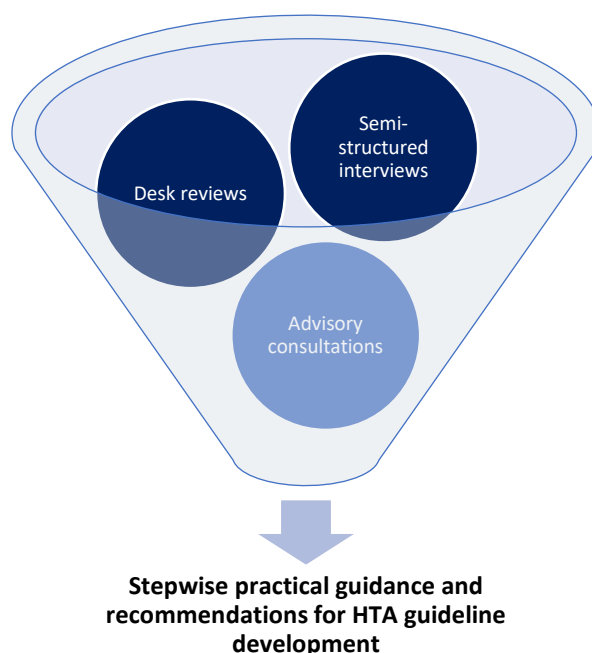 Semi-
structured
interviews
Desk reviews
Advisory
consultations
Stepwise practical guidance and
recommendations for HTA guideline
development